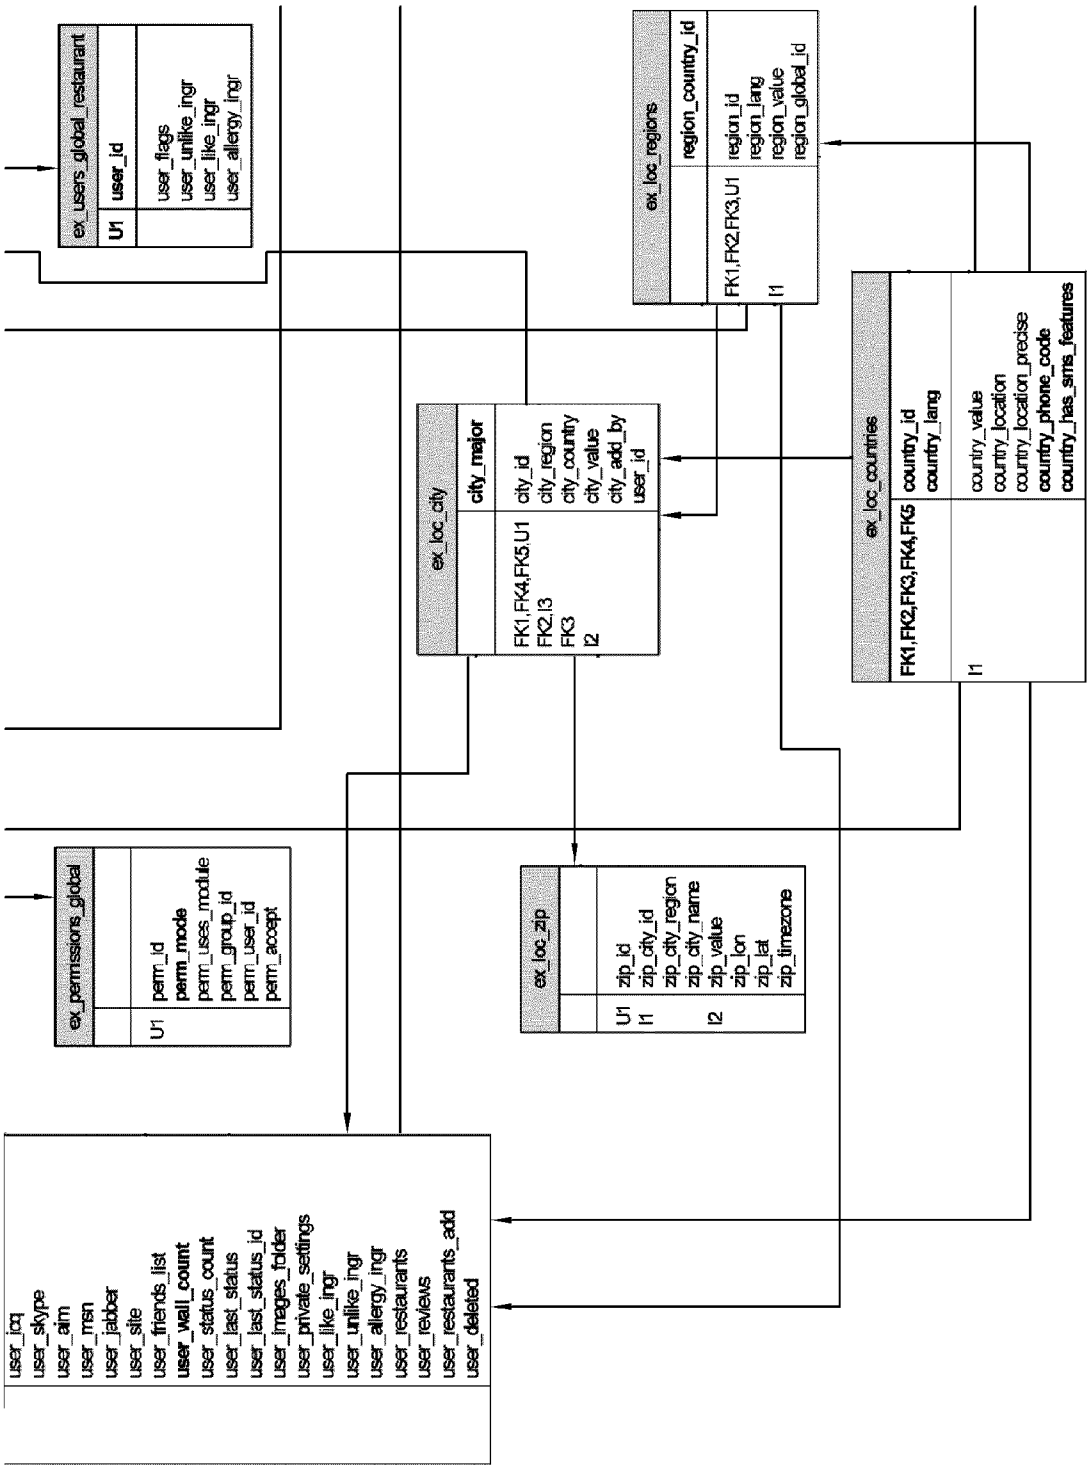 ex_users_global_restaurant
U1 user_id
user_flags
user_unlike_ingr
user_like_ingr
user_allergy_ingr
ex_loc_regions
region_country_id
FK1,FK2,FK3,U1 region_id
region_lang
I1 region_value
region_global_id
ex_loc_city
city_major
FK1,FK4,FK5,U1 city_id
FK2,I3 city_region
FK3 city_country
I2 city_value
city_add_by
user_id
ex_loc_countries
FK1,FK2,FK3,FK4,FK5 country_id
country_lang
I1 country_value
country_location
country_location_precise
country_phone_code
country_has_sms_features
ex_permissions_global
U1 perm_id
perm_mode
perm_uses_module
perm_group_id
perm_user_id
perm_accept
ex_loc_zip
U1 zip_id
I1 zip_city_id
zip_city_region
zip_city_name
I2 zip_value
zip_lon
zip_lat
zip_timezone
user_icq
user_skype
user_aim
user_msn
user_jabber
user_site
user_friends_list
user_wall_count
user_status_count
user_last_status
user_last_status_id
user_images_folder
user_private_settings
user_like_ingr
user_unlike_ingr
user_allergy_ingr
user_restaurants
user_reviews
user_restaurants_add
user_deleted